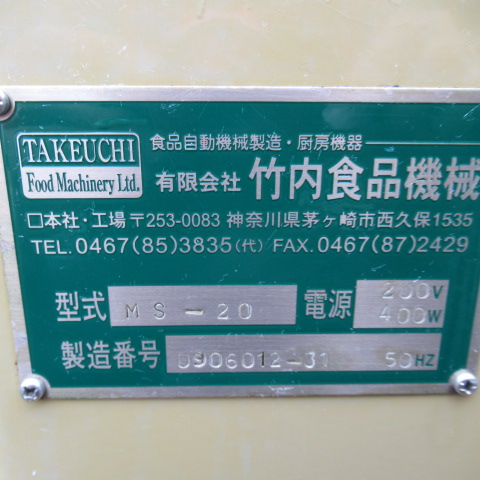 TAKEUCHI
Food Machinery Ltd.
食品自動機械製造・厨房機器
有限会社 竹内食品機械
□本社・工場〒253-0083 神奈川県茅ヶ崎市西久保1535
TEL.0467(85)3835(代) FAX.0467(87)2429
型式 MS-20 電源 200V 400W
製造番号 0906012-31 50HZ